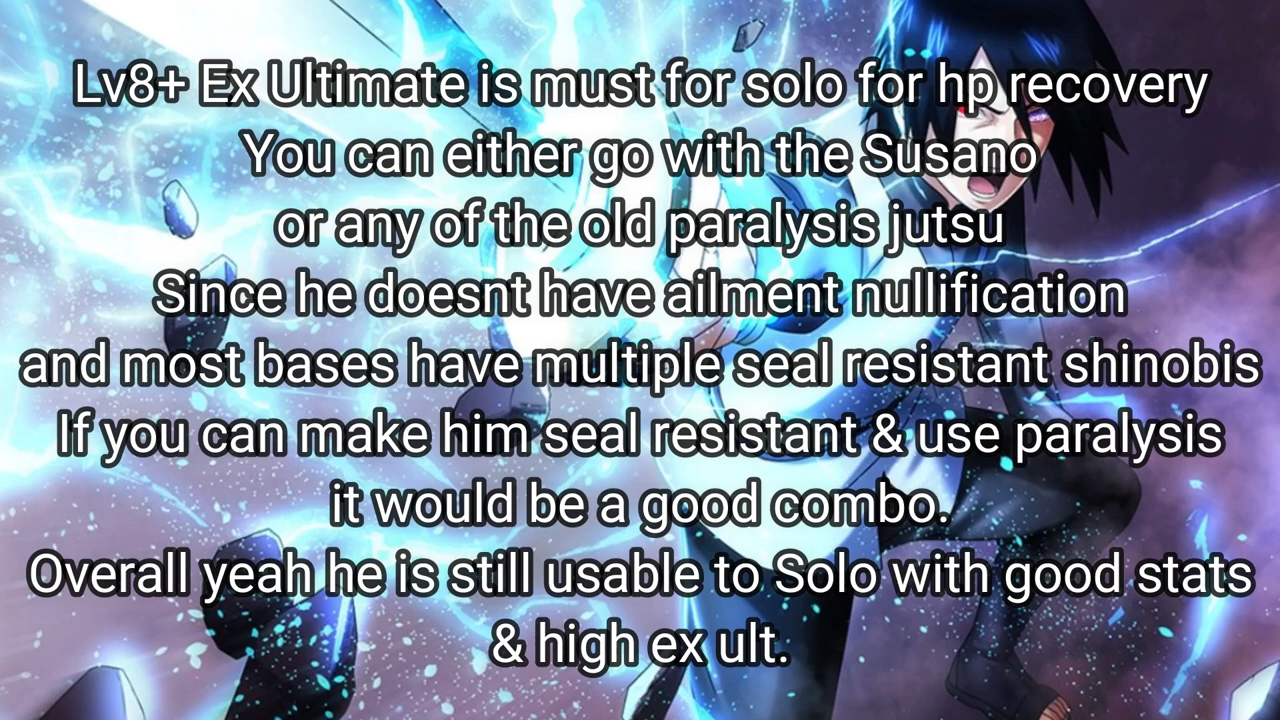 Lv8+ Ex Ultimate is must for solo for hp recovery
You can either go with the Susano
or any of the old paralysis jutsu
Since he doesnt have ailment nullification
and most bases have multiple seal resistant shinobis
If you can make him seal resistant & use paralysis
it would be a good combo.
Overall yeah he is still usable to Solo with good stats
& high ex ult.